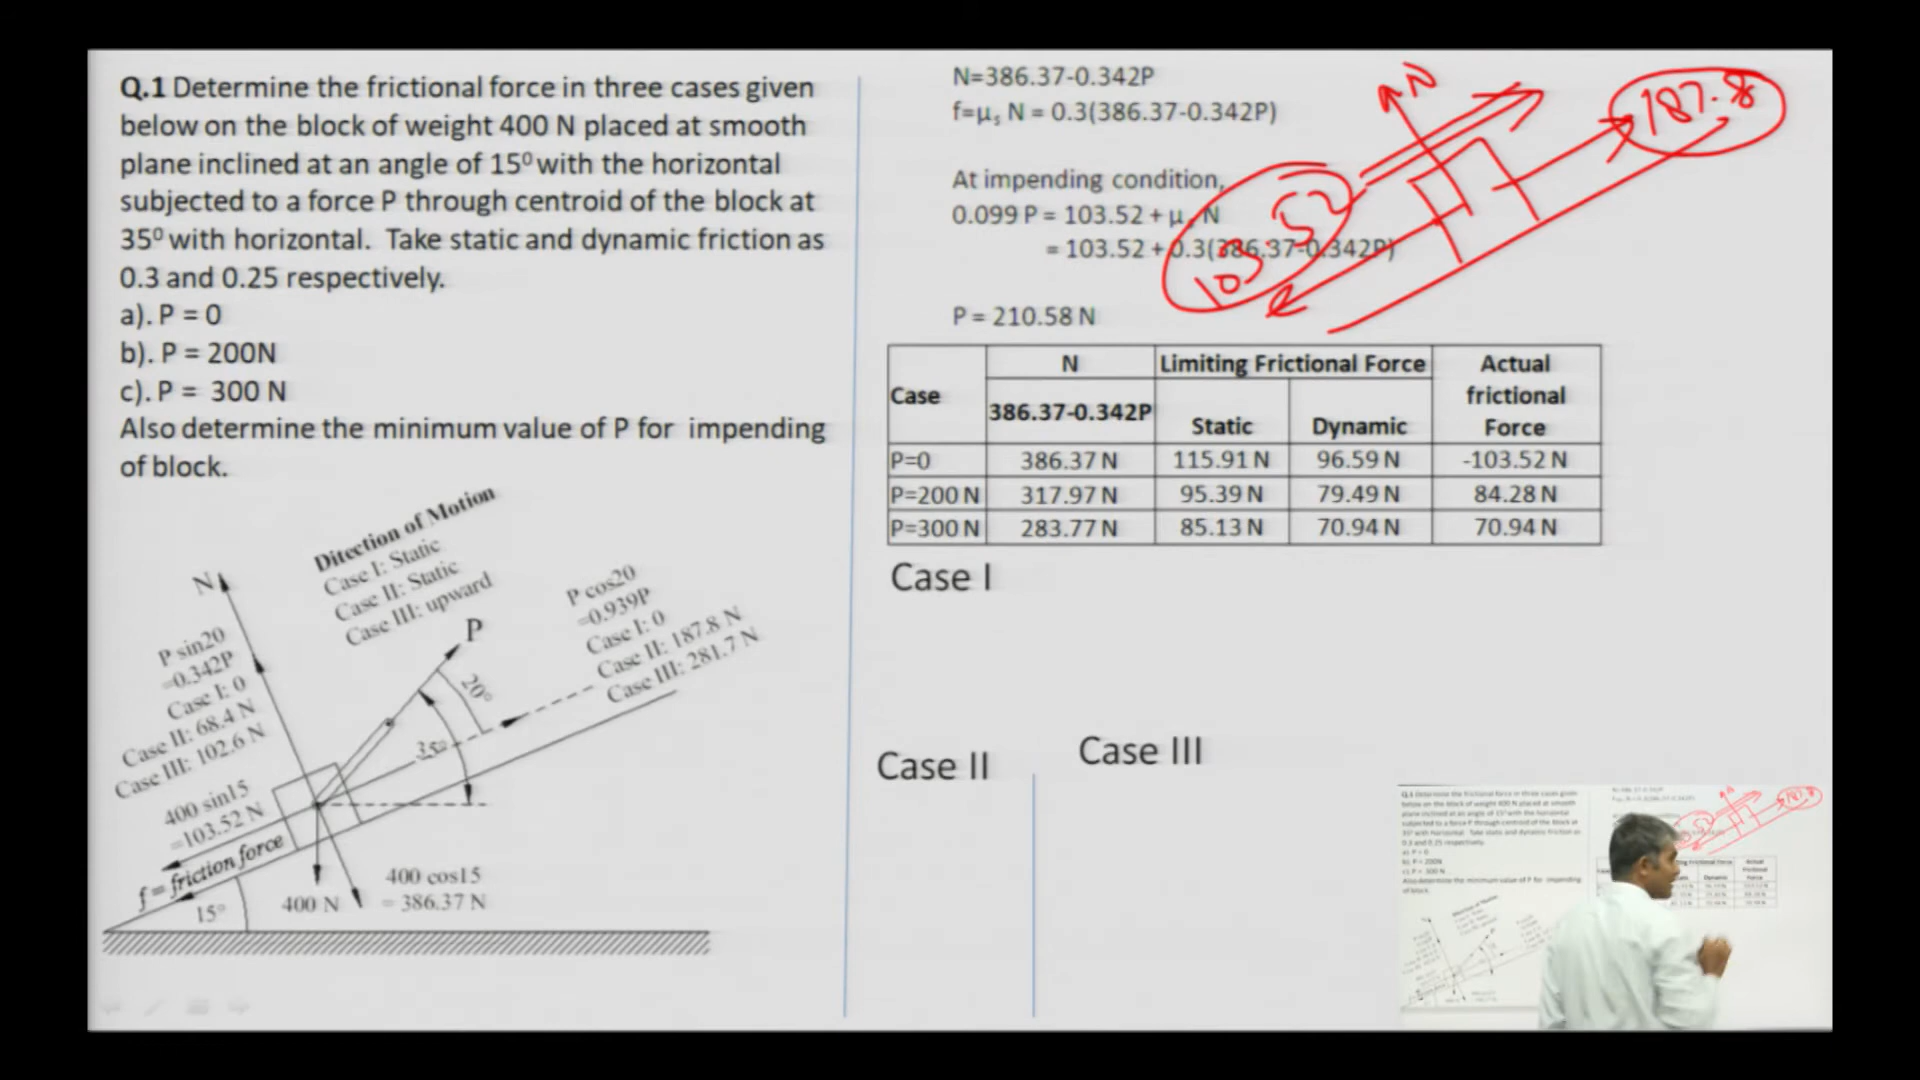 Q.1 Determine the frictional force in three cases given
below on the block of weight 400 N placed at smooth
plane inclined at an angle of 15⁰ with the horizontal
subjected to a force P through centroid of the block at
35⁰ with horizontal. Take static and dynamic friction as
0.3 and 0.25 respectively.
a). P = 0
b). P = 200N
c). P = 300 N
Also determine the minimum value of P for impending
of block.
Ditection of Motion
Case I: Static
Case II: Static
Case III: upward
N
P sin20
=0.342P
Case I: 0
Case II: 68.4 N
Case III: 102.6 N
P
20°
35°
P cos20
=0.939P
Case I: 0
Case II: 187.8 N
Case III: 281.7 N
400 sin15
=103.52 N
f = friction force
15°
400 N
400 cos15
= 386.37 N
N=386.37-0.342P
f=μs N = 0.3(386.37-0.342P)
At impending condition,
0.099 P = 103.52 + μs N
= 103.52 + 0.3(386.37-0.342P)
P = 210.58 N
N
187.8
103.52
Case N Limiting Frictional Force Actual frictional Force
386.37-0.342P Static Dynamic
P=0 386.37 N 115.91 N 96.59 N -103.52 N
P=200 N 317.97 N 95.39 N 79.49 N 84.28 N
P=300 N 283.77 N 85.13 N 70.94 N 70.94 N
Case I
Case II
Case III